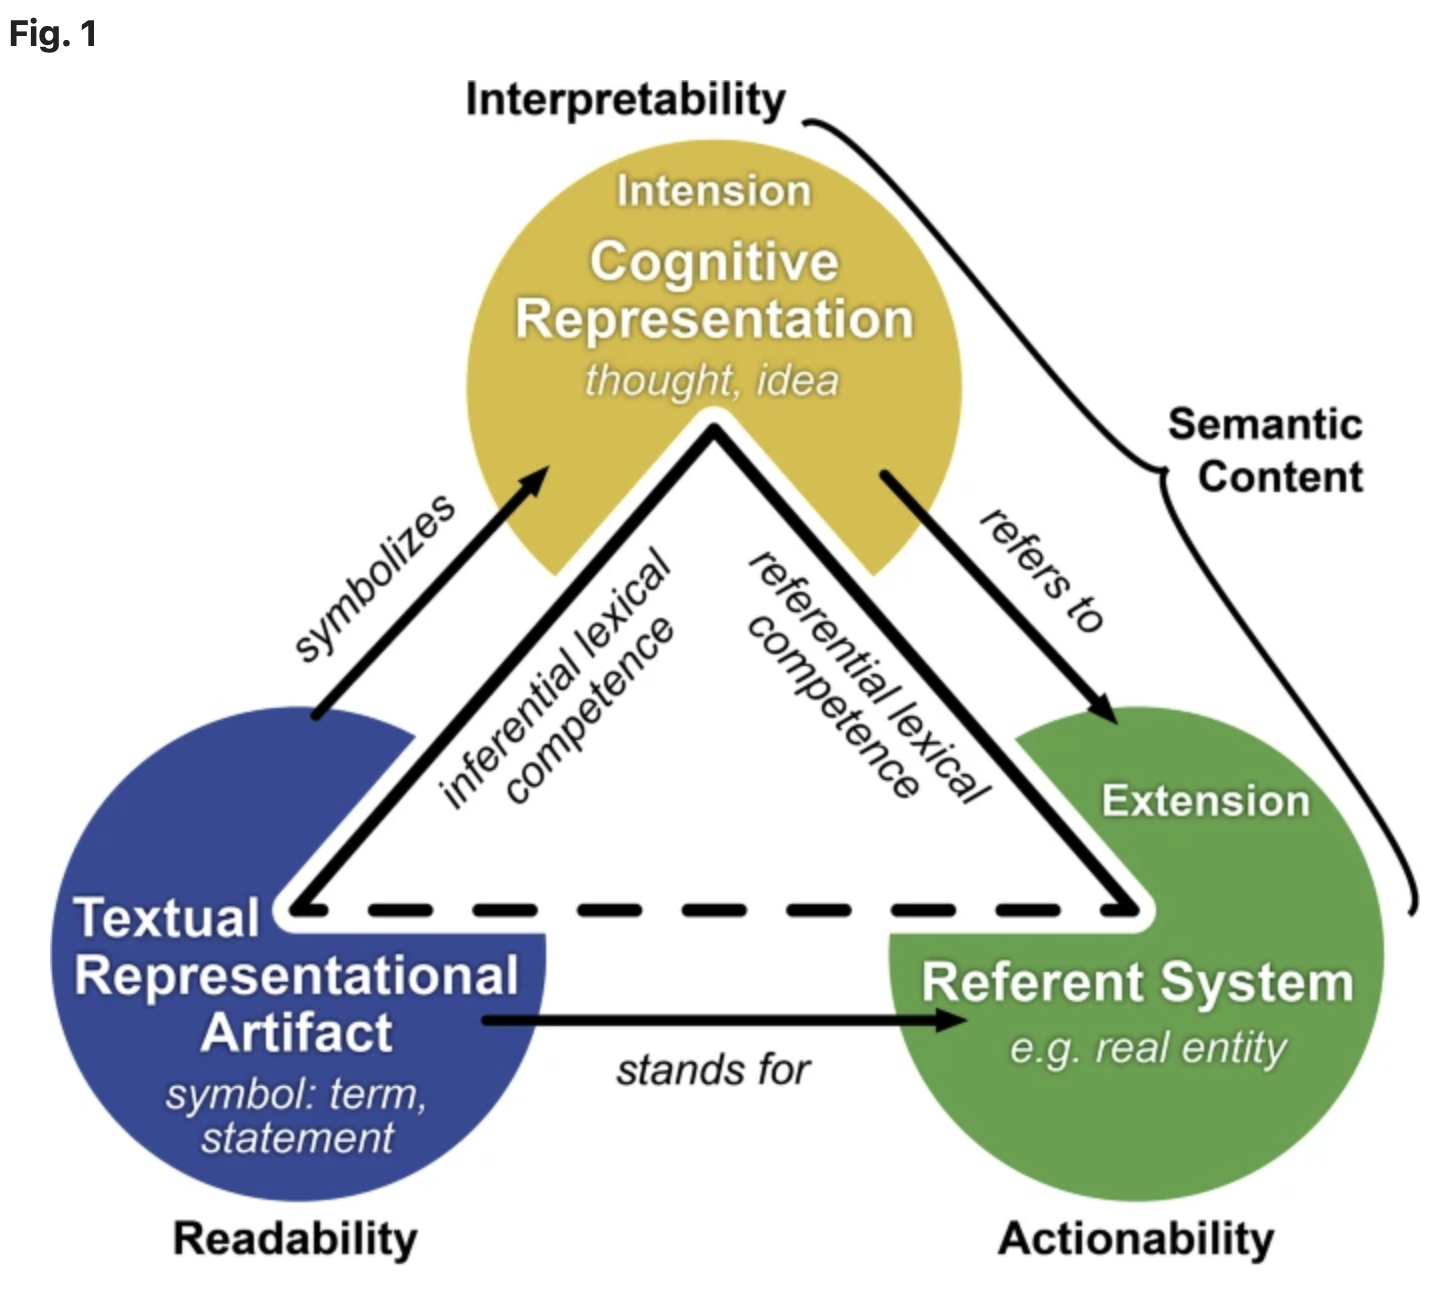 Fig. 1
Interpretability
Intension
Cognitive
Representation
thought, idea
Semantic
Content
symbolizes
refers to
inferential lexical
competence
referential lexical
competence
Extension
Textual
Representational
Artifact
symbol: term,
statement
Referent System
e.g. real entity
stands for
Readability
Actionability